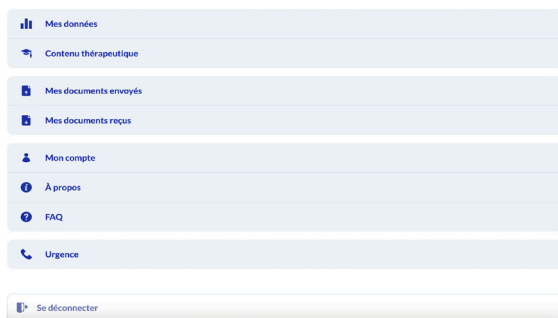 Mes données
Contenu thérapeutique
Mes documents envoyés
Mes documents reçus
Mon compte
À propos
FAQ
Urgence
Se déconnecter